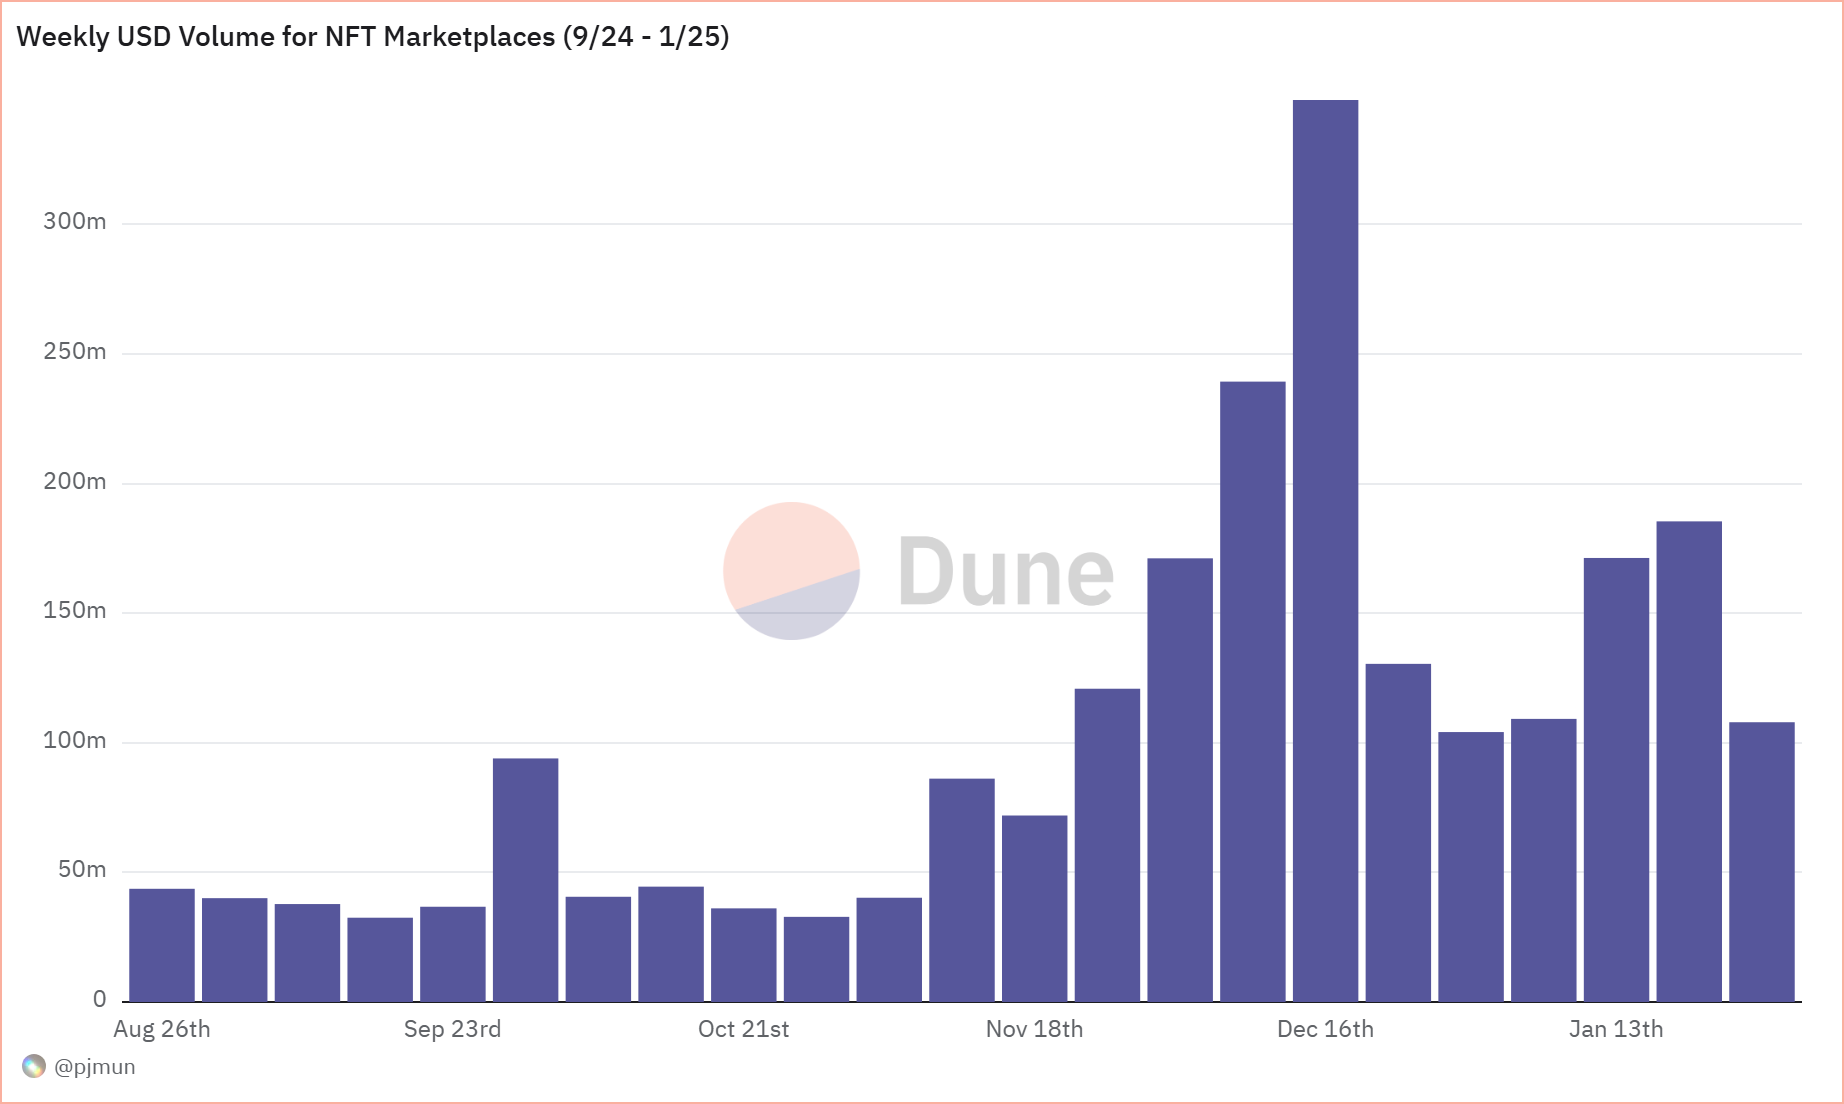 Weekly USD Volume for NFT Marketplaces (9/24 - 1/25)
300m
250m
200m
150m
100m
50m
0
Dune
Aug 26th Sep 23rd Oct 21st Nov 18th Dec 16th Jan 13th
@pjmun